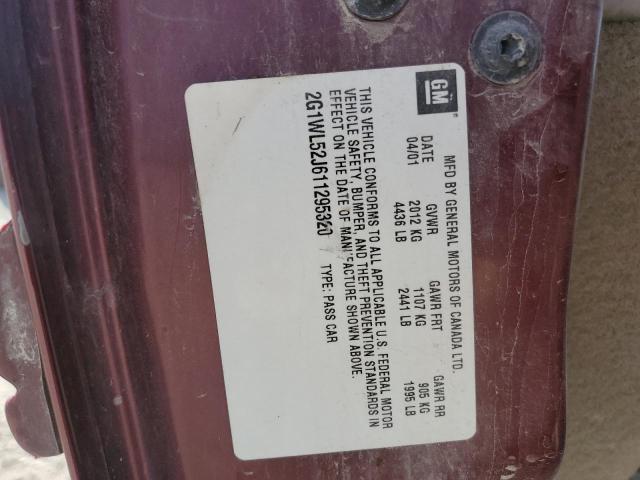 GM®
MFD BY GENERAL MOTORS OF CANADA LTD.
DATE GVWR GAWR FRT GAWR RR
04/01 2012 KG 1107 KG 905 KG
4436 LB 2441 LB 1995 LB
THIS VEHICLE CONFORMS TO ALL APPLICABLE U.S. FEDERAL MOTOR
VEHICLE SAFETY, BUMPER, AND THEFT PREVENTION STANDARDS IN
EFFECT ON THE DATE OF MANUFACTURE SHOWN ABOVE.
2G1WL52J611295320 TYPE: PASS CAR